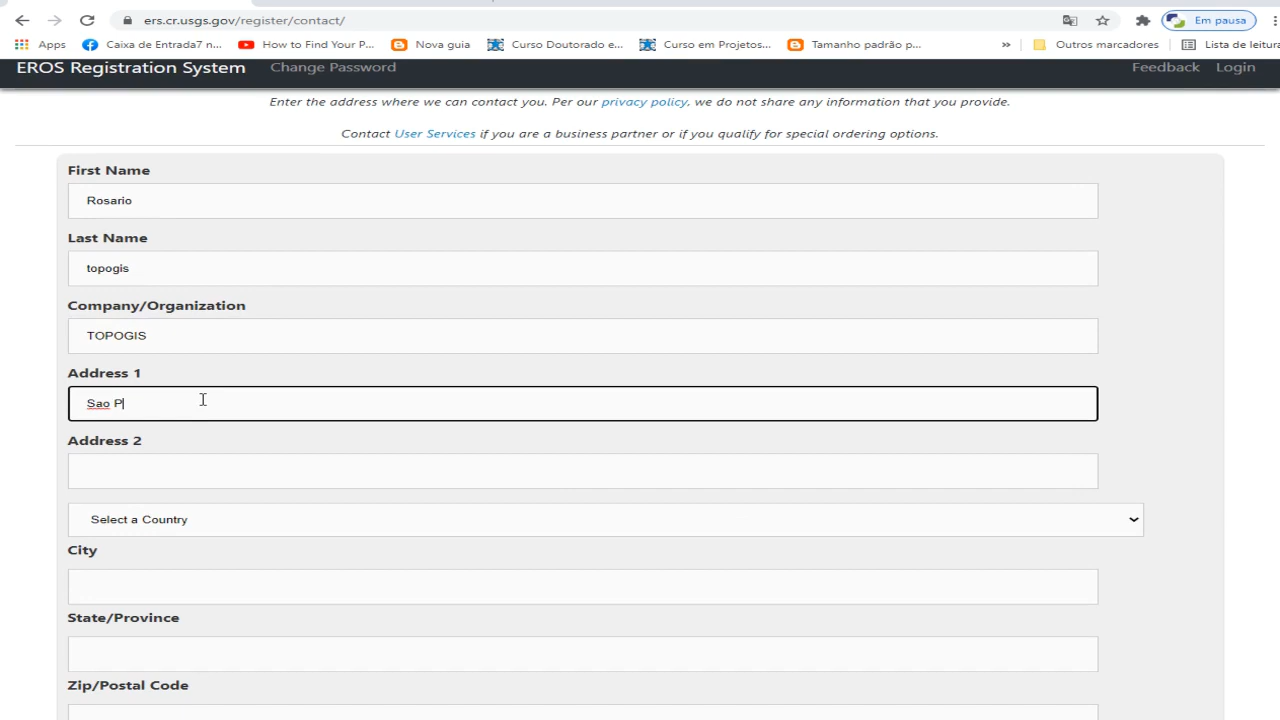 ers.cr.usgs.gov/register/contact/
Em pausa
Apps
Caixa de Entrada7 n...
How to Find Your P...
Nova guia
Curso Doutorado e...
Curso em Projetos...
Tamanho padrão p...
»
Outros marcadores
Lista de leitura
EROS Registration System
Change Password
Feedback
Login
Enter the address where we can contact you. Per our privacy policy, we do not share any information that you provide.
Contact User Services if you are a business partner or if you qualify for special ordering options.
First Name
Rosario
Last Name
topogis
Company/Organization
TOPOGIS
Address 1
Sao P
Address 2
Select a Country
City
State/Province
Zip/Postal Code